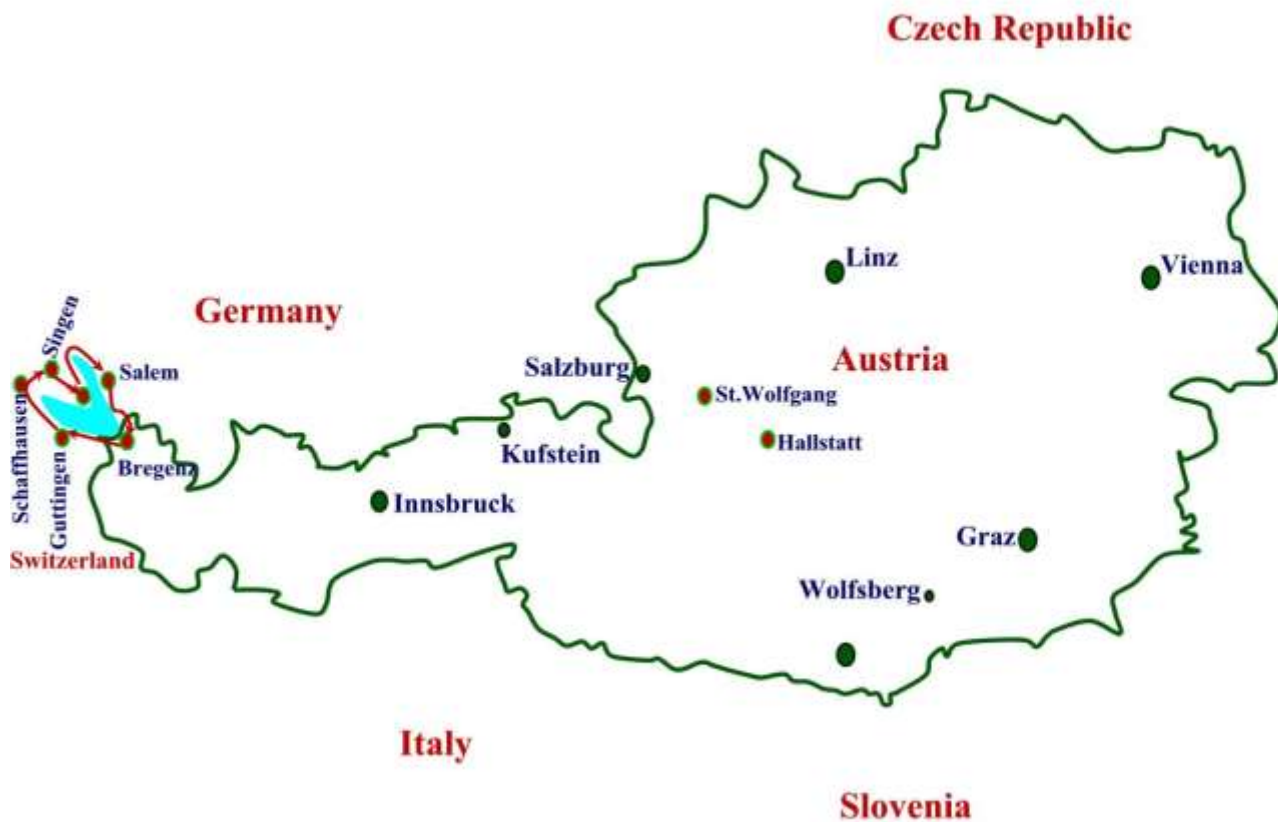 Czech Republic
Linz
Vienna
Germany
Singen
Salzburg
Austria
Salem
St.Wolfgang
Schaffhausen
Guttingen
Bregenz
Kufstein
Hallstatt
Innsbruck
Graz
Switzerland
Wolfsberg
Italy
Slovenia